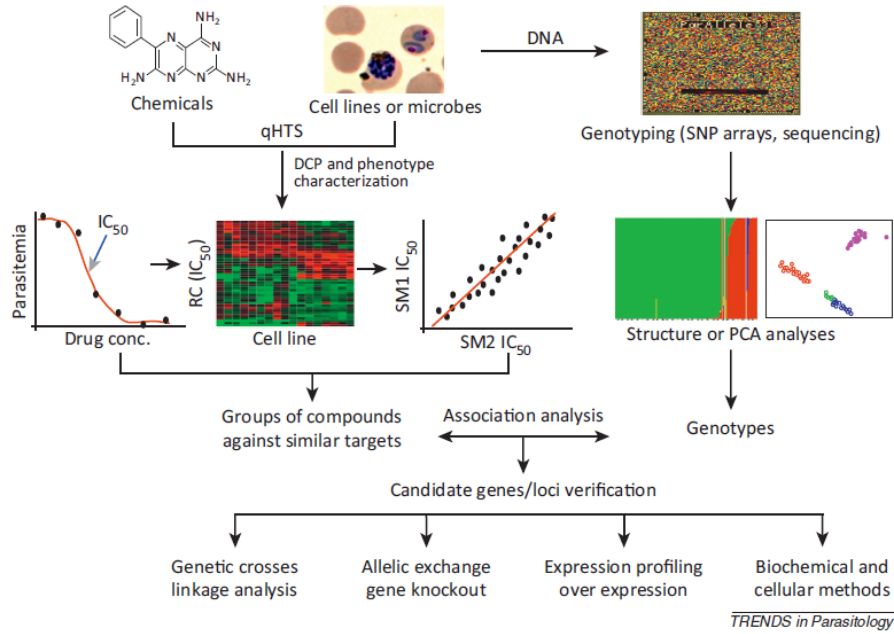 NH₂
N
N
H₂N
N
N
NH₂
Chemicals
Cell lines or microbes
DNA
qHTS
Genotyping (SNP arrays, sequencing)
DCP and phenotype
characterization
IC₅₀
Parasitemia
Drug conc.
RC (IC₅₀)
Cell line
SM1 IC₅₀
SM2 IC₅₀
Structure or PCA analyses
Groups of compounds
against similar targets
Association analysis
Genotypes
Candidate genes/loci verification
Genetic crosses
linkage analysis
Allelic exchange
gene knockout
Expression profiling
over expression
Biochemical and
cellular methods
TRENDS in Parasitology